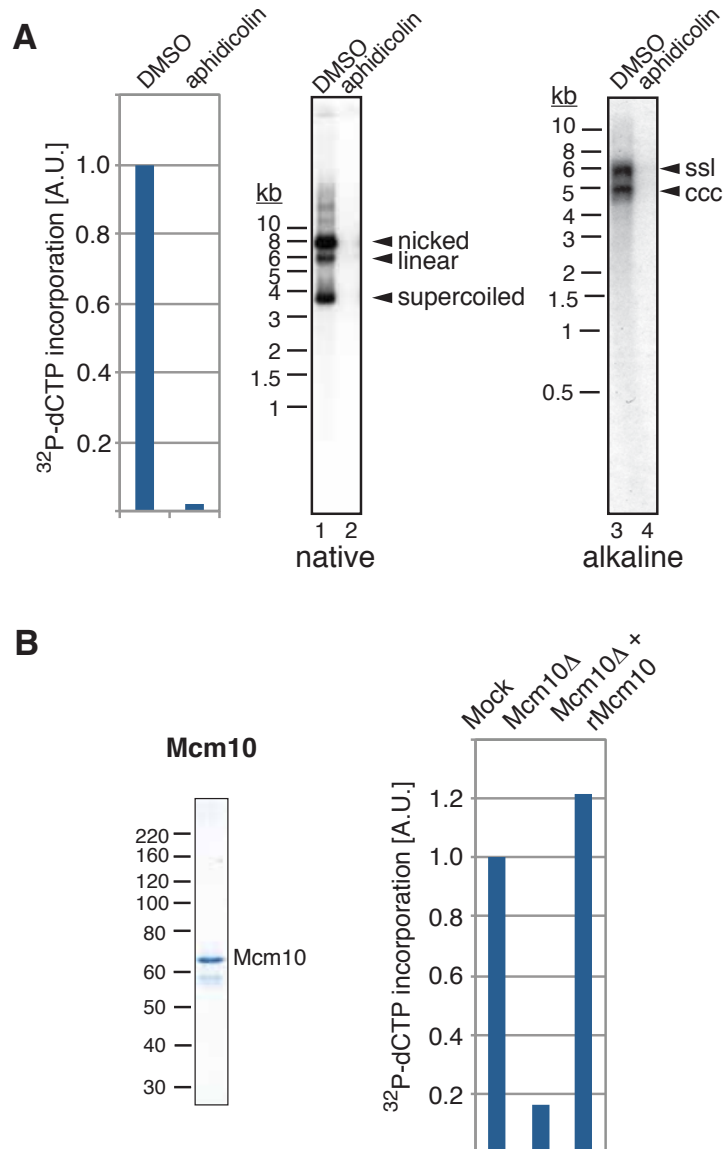 A
DMSO
aphidicolin
32P-dCTP incorporation [A.U.]
1.0
0.8
0.6
0.4
0.2
DMSO
aphidicolin
kb
10
8
6
5
4
3
2
1.5
1
nicked
linear
supercoiled
1 2
native
DMSO
aphidicolin
kb
10
8
6
5
4
3
2
1.5
1
0.5
ssl
ccc
3 4
alkaline
B
Mcm10
220
160
120
100
80
60
50
40
30
Mcm10
Mock
Mcm10Δ
Mcm10Δ +
rMcm10
32P-dCTP incorporation [A.U.]
1.2
1.0
0.8
0.6
0.4
0.2